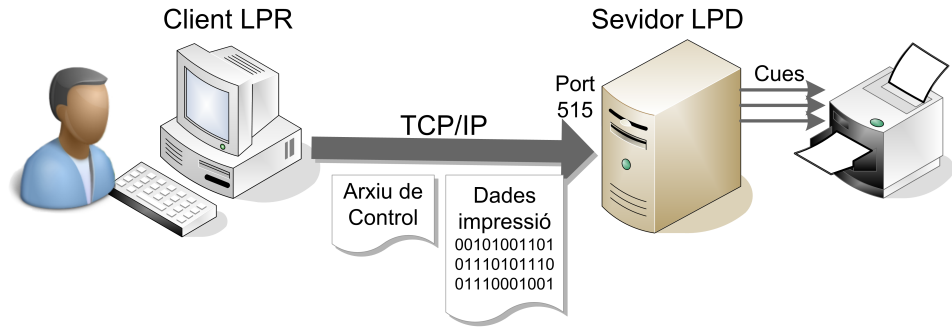 Client LPR
Sevidor LPD
Port
515
Cues
TCP/IP
Arxiu de
Control
Dades
impressió
00101001101
01110101110
01110001001